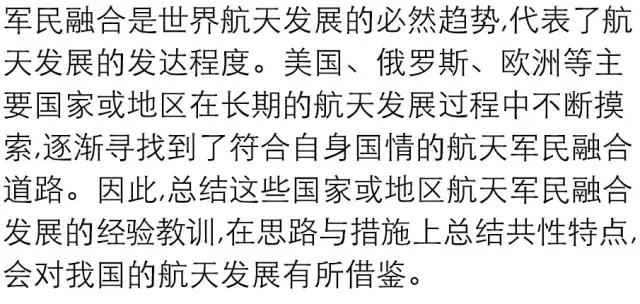 军民融合是世界航天发展的必然趋势,代表了航
天发展的发达程度。美国、俄罗斯、欧洲等主
要国家或地区在长期的航天发展过程中不断摸
索,逐渐寻找到了符合自身国情的航天军民融合
道路。因此,总结这些国家或地区航天军民融合
发展的经验教训,在思路与措施上总结共性特点,
会对我国的航天发展有所借鉴。